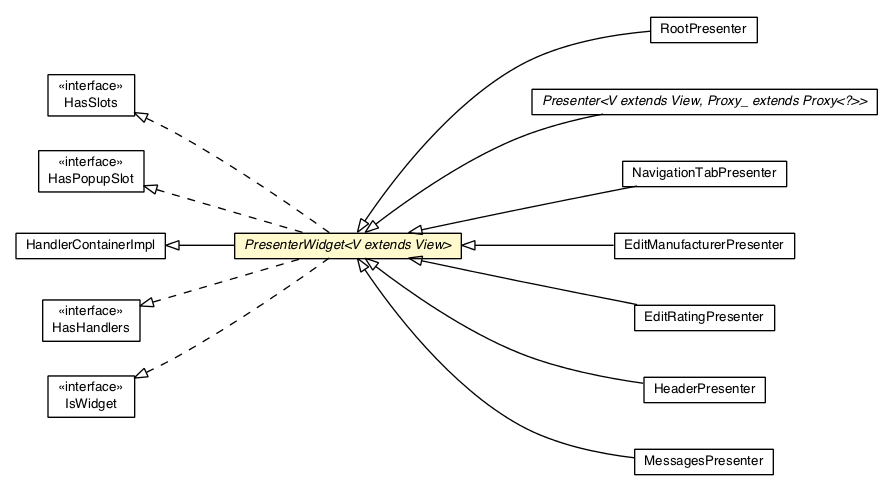 RootPresenter
«interface»
HasSlots
Presenter<V extends View, Proxy_ extends Proxy<?>>
«interface»
HasPopupSlot
NavigationTabPresenter
HandlerContainerImpl
PresenterWidget<V extends View>
EditManufacturerPresenter
«interface»
HasHandlers
EditRatingPresenter
«interface»
IsWidget
HeaderPresenter
MessagesPresenter